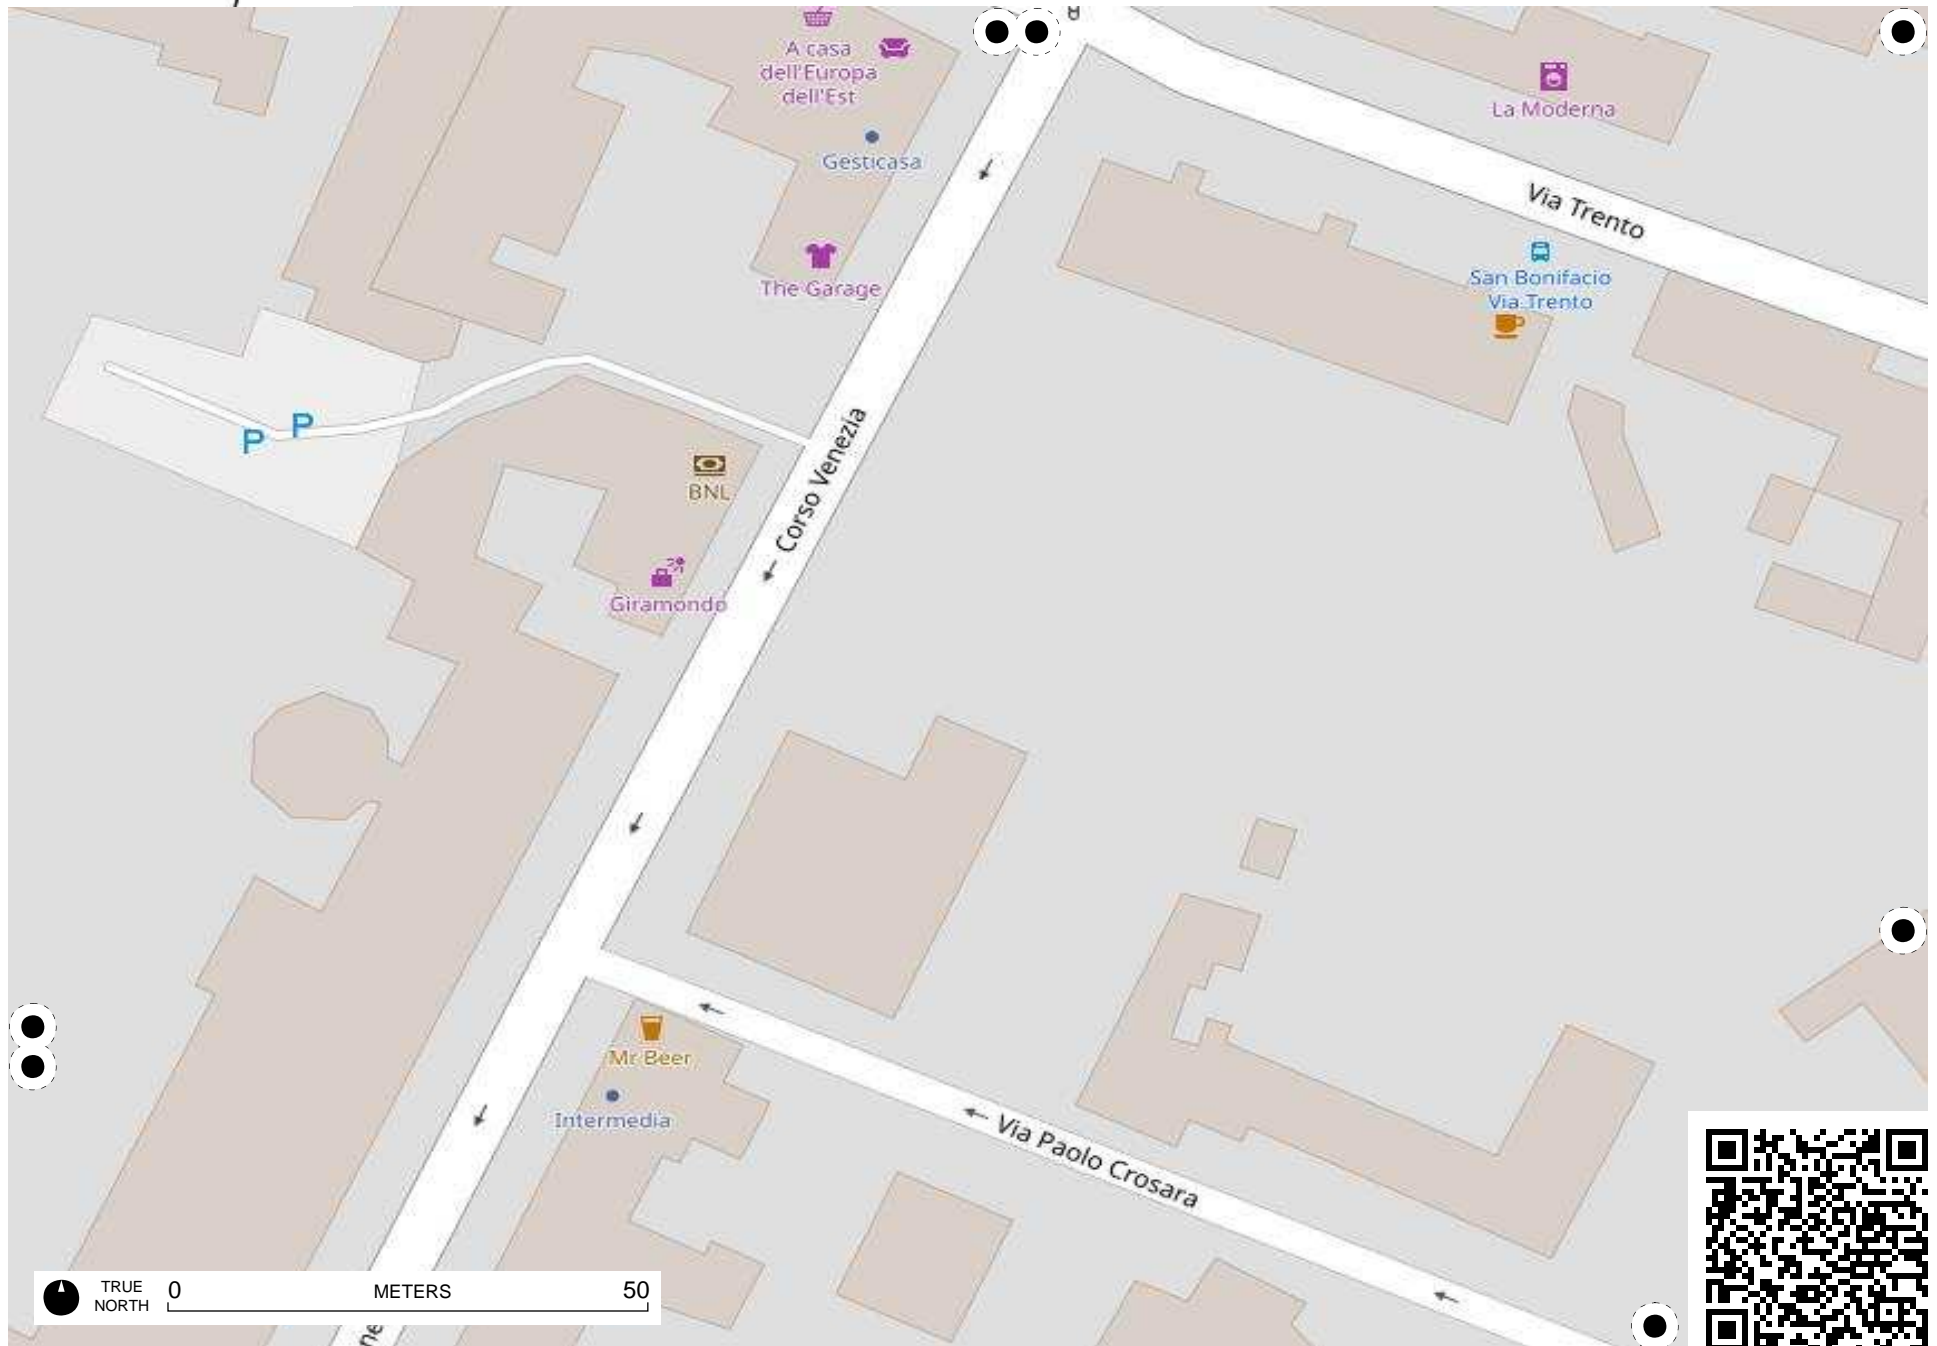 A casa
dell'Europa
dell'Est
La Moderna
Gesticasa
Via Trento
San Bonifacio
Via Trento
The Garage
P
P
Corso Venezia
BNL
Giramondo
Mr Beer
Intermedia
Via Paolo Crosara
TRUE
NORTH
0 METERS 50